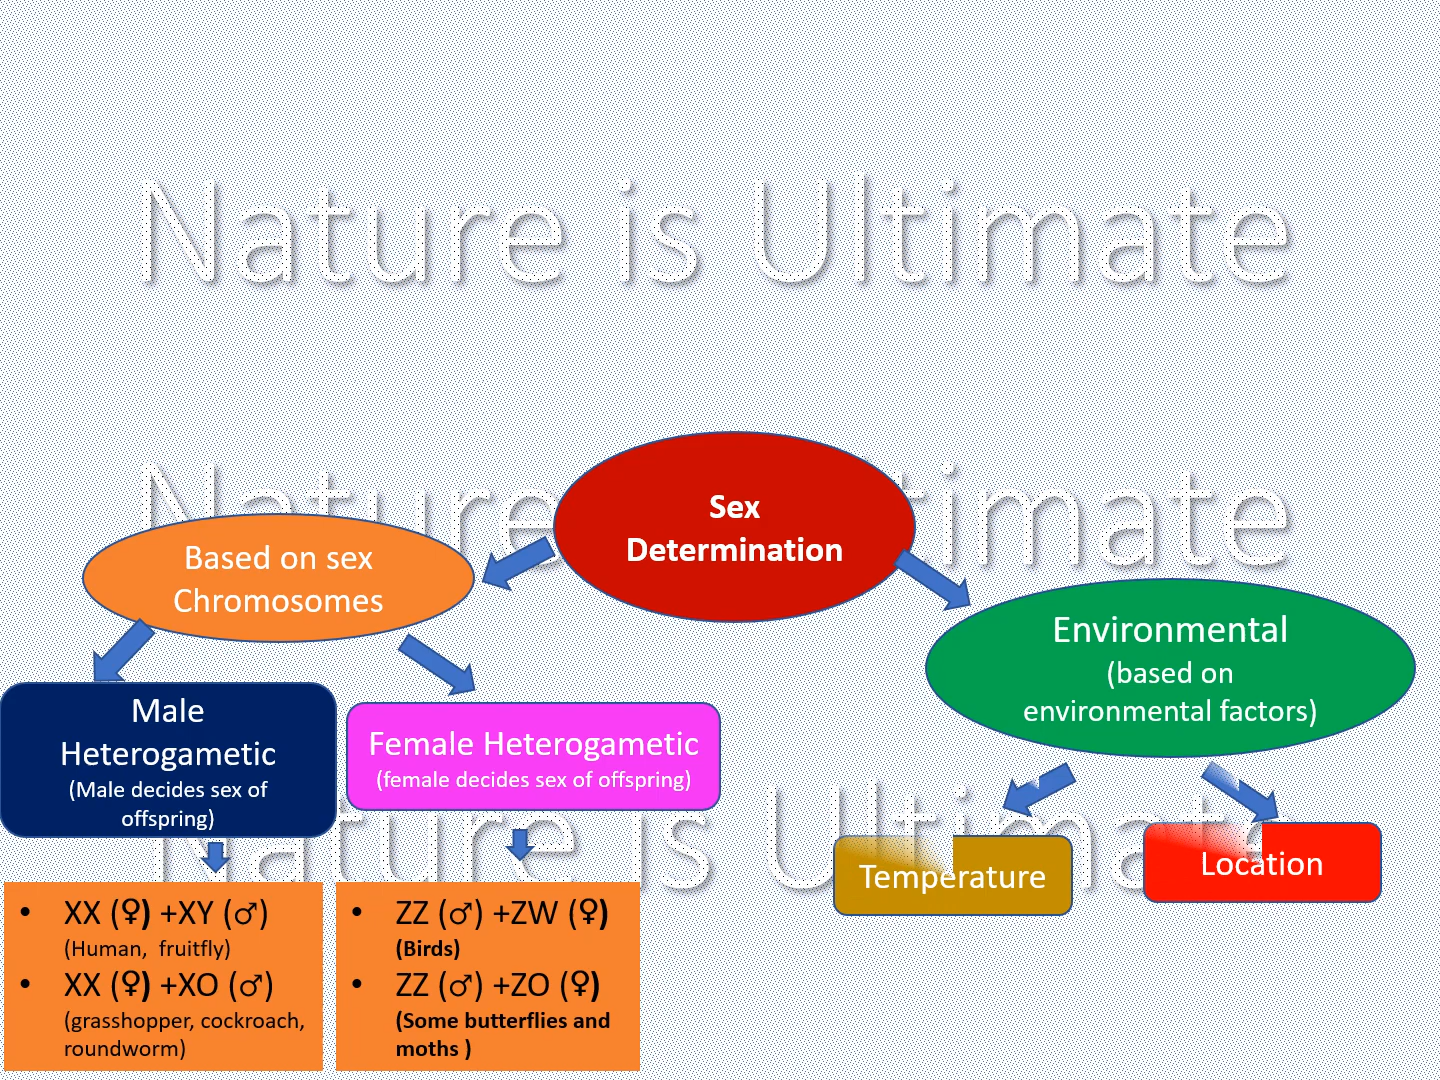 Nature is Ultimate
Sex
Determination
Based on sex
Chromosomes
Environmental
(based on
environmental factors)
Male
Heterogametic
(Male decides sex of
offspring)
Female Heterogametic
(female decides sex of offspring)
Temperature
Location
• XX (♀) +XY (♂)
(Human, fruitfly)
• XX (♀) +XO (♂)
(grasshopper, cockroach,
roundworm)
• ZZ (♂) +ZW (♀)
(Birds)
• ZZ (♂) +ZO (♀)
(Some butterflies and
moths )